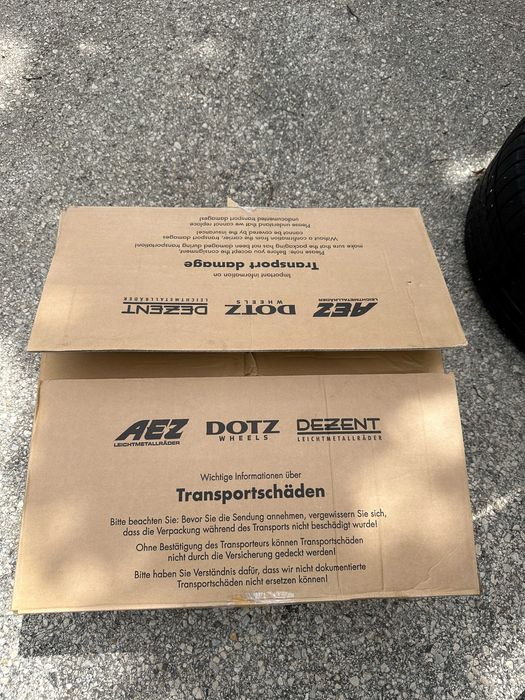 AEZ DOTZ DEZENT
LEICHTMETALLRÄDER WHEELS LEICHTMETALLRÄDER
Important information on
Transport damage
Please note: Before you accept the consignment,
make sure that the packaging has not been damaged during transportation!
Without a confirmation from the carrier, transport damages
cannot be covered by the insurance!
Please understand that we cannot replace
undocumented transport damages!
AEZ DOTZ DEZENT
LEICHTMETALLRÄDER WHEELS LEICHTMETALLRÄDER
Wichtige Informationen über
Transportschäden
Bitte beachten Sie: Bevor Sie die Sendung annehmen, vergewissern Sie sich,
dass die Verpackung während des Transports nicht beschädigt wurde!
Ohne Bestätigung des Transporteurs können Transportschäden
nicht durch die Versicherung gedeckt werden!
Bitte haben Sie Verständnis dafür, dass wir nicht dokumentierte
Transportschäden nicht ersetzen können!